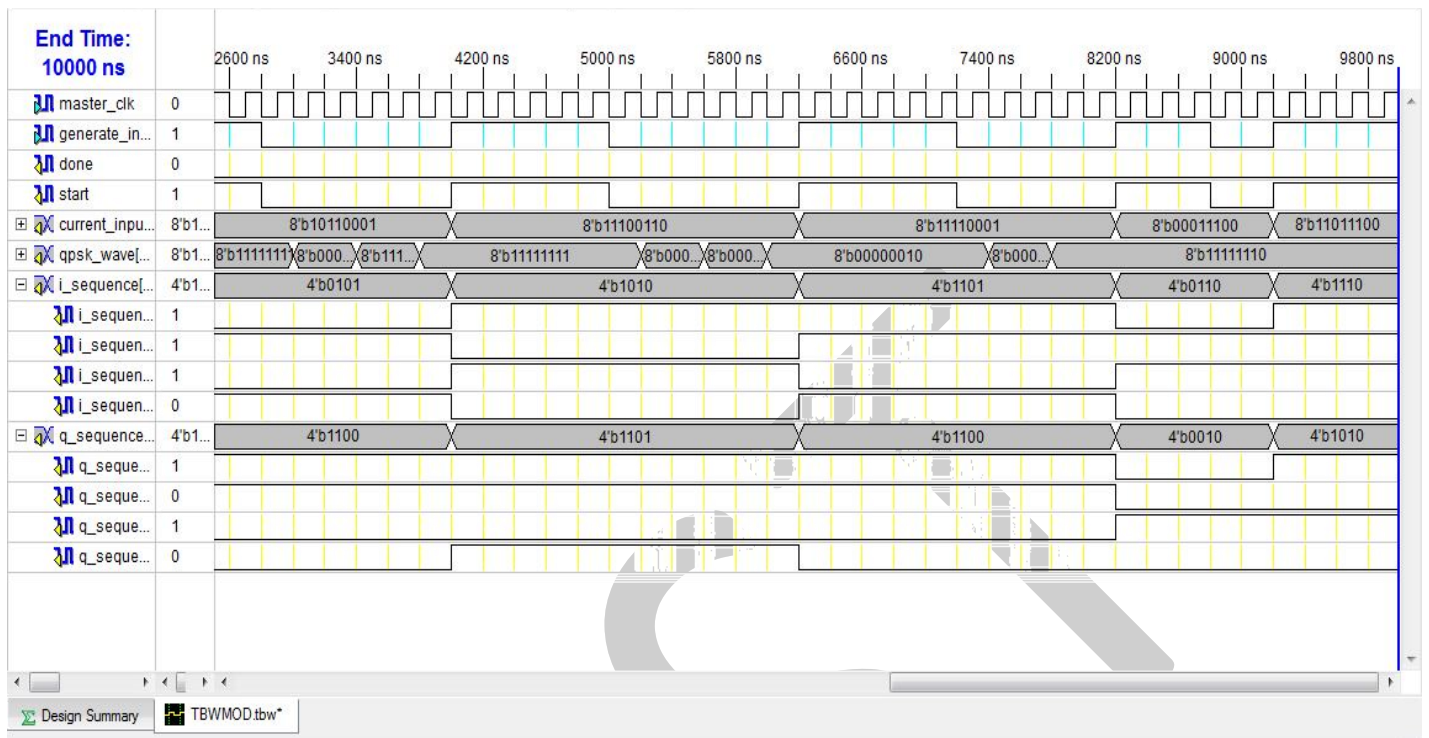 End Time:
10000 ns
2600 ns 3400 ns 4200 ns 5000 ns 5800 ns 6600 ns 7400 ns 8200 ns 9000 ns 9800 ns
master_clk 0
generate_in... 1
done 0
start 1
current_inpu... 8'b1... 8'b10110001 8'b11100110 8'b11110001 8'b00011100 8'b11011100
qpsk_wave[... 8'b1... 8'b11111111 8'b000... 8'b111... 8'b11111111 8'b000... 8'b000... 8'b00000010 8'b000... 8'b11111110
i_sequence[... 4'b1... 4'b0101 4'b1010 4'b1101 4'b0110 4'b1110
i_sequen... 1
i_sequen... 1
i_sequen... 1
i_sequen... 0
q_sequence... 4'b1... 4'b1100 4'b1101 4'b1100 4'b0010 4'b1010
q_seque... 1
q_seque... 0
q_seque... 1
q_seque... 0
Design Summary TBWMOD.tbw*